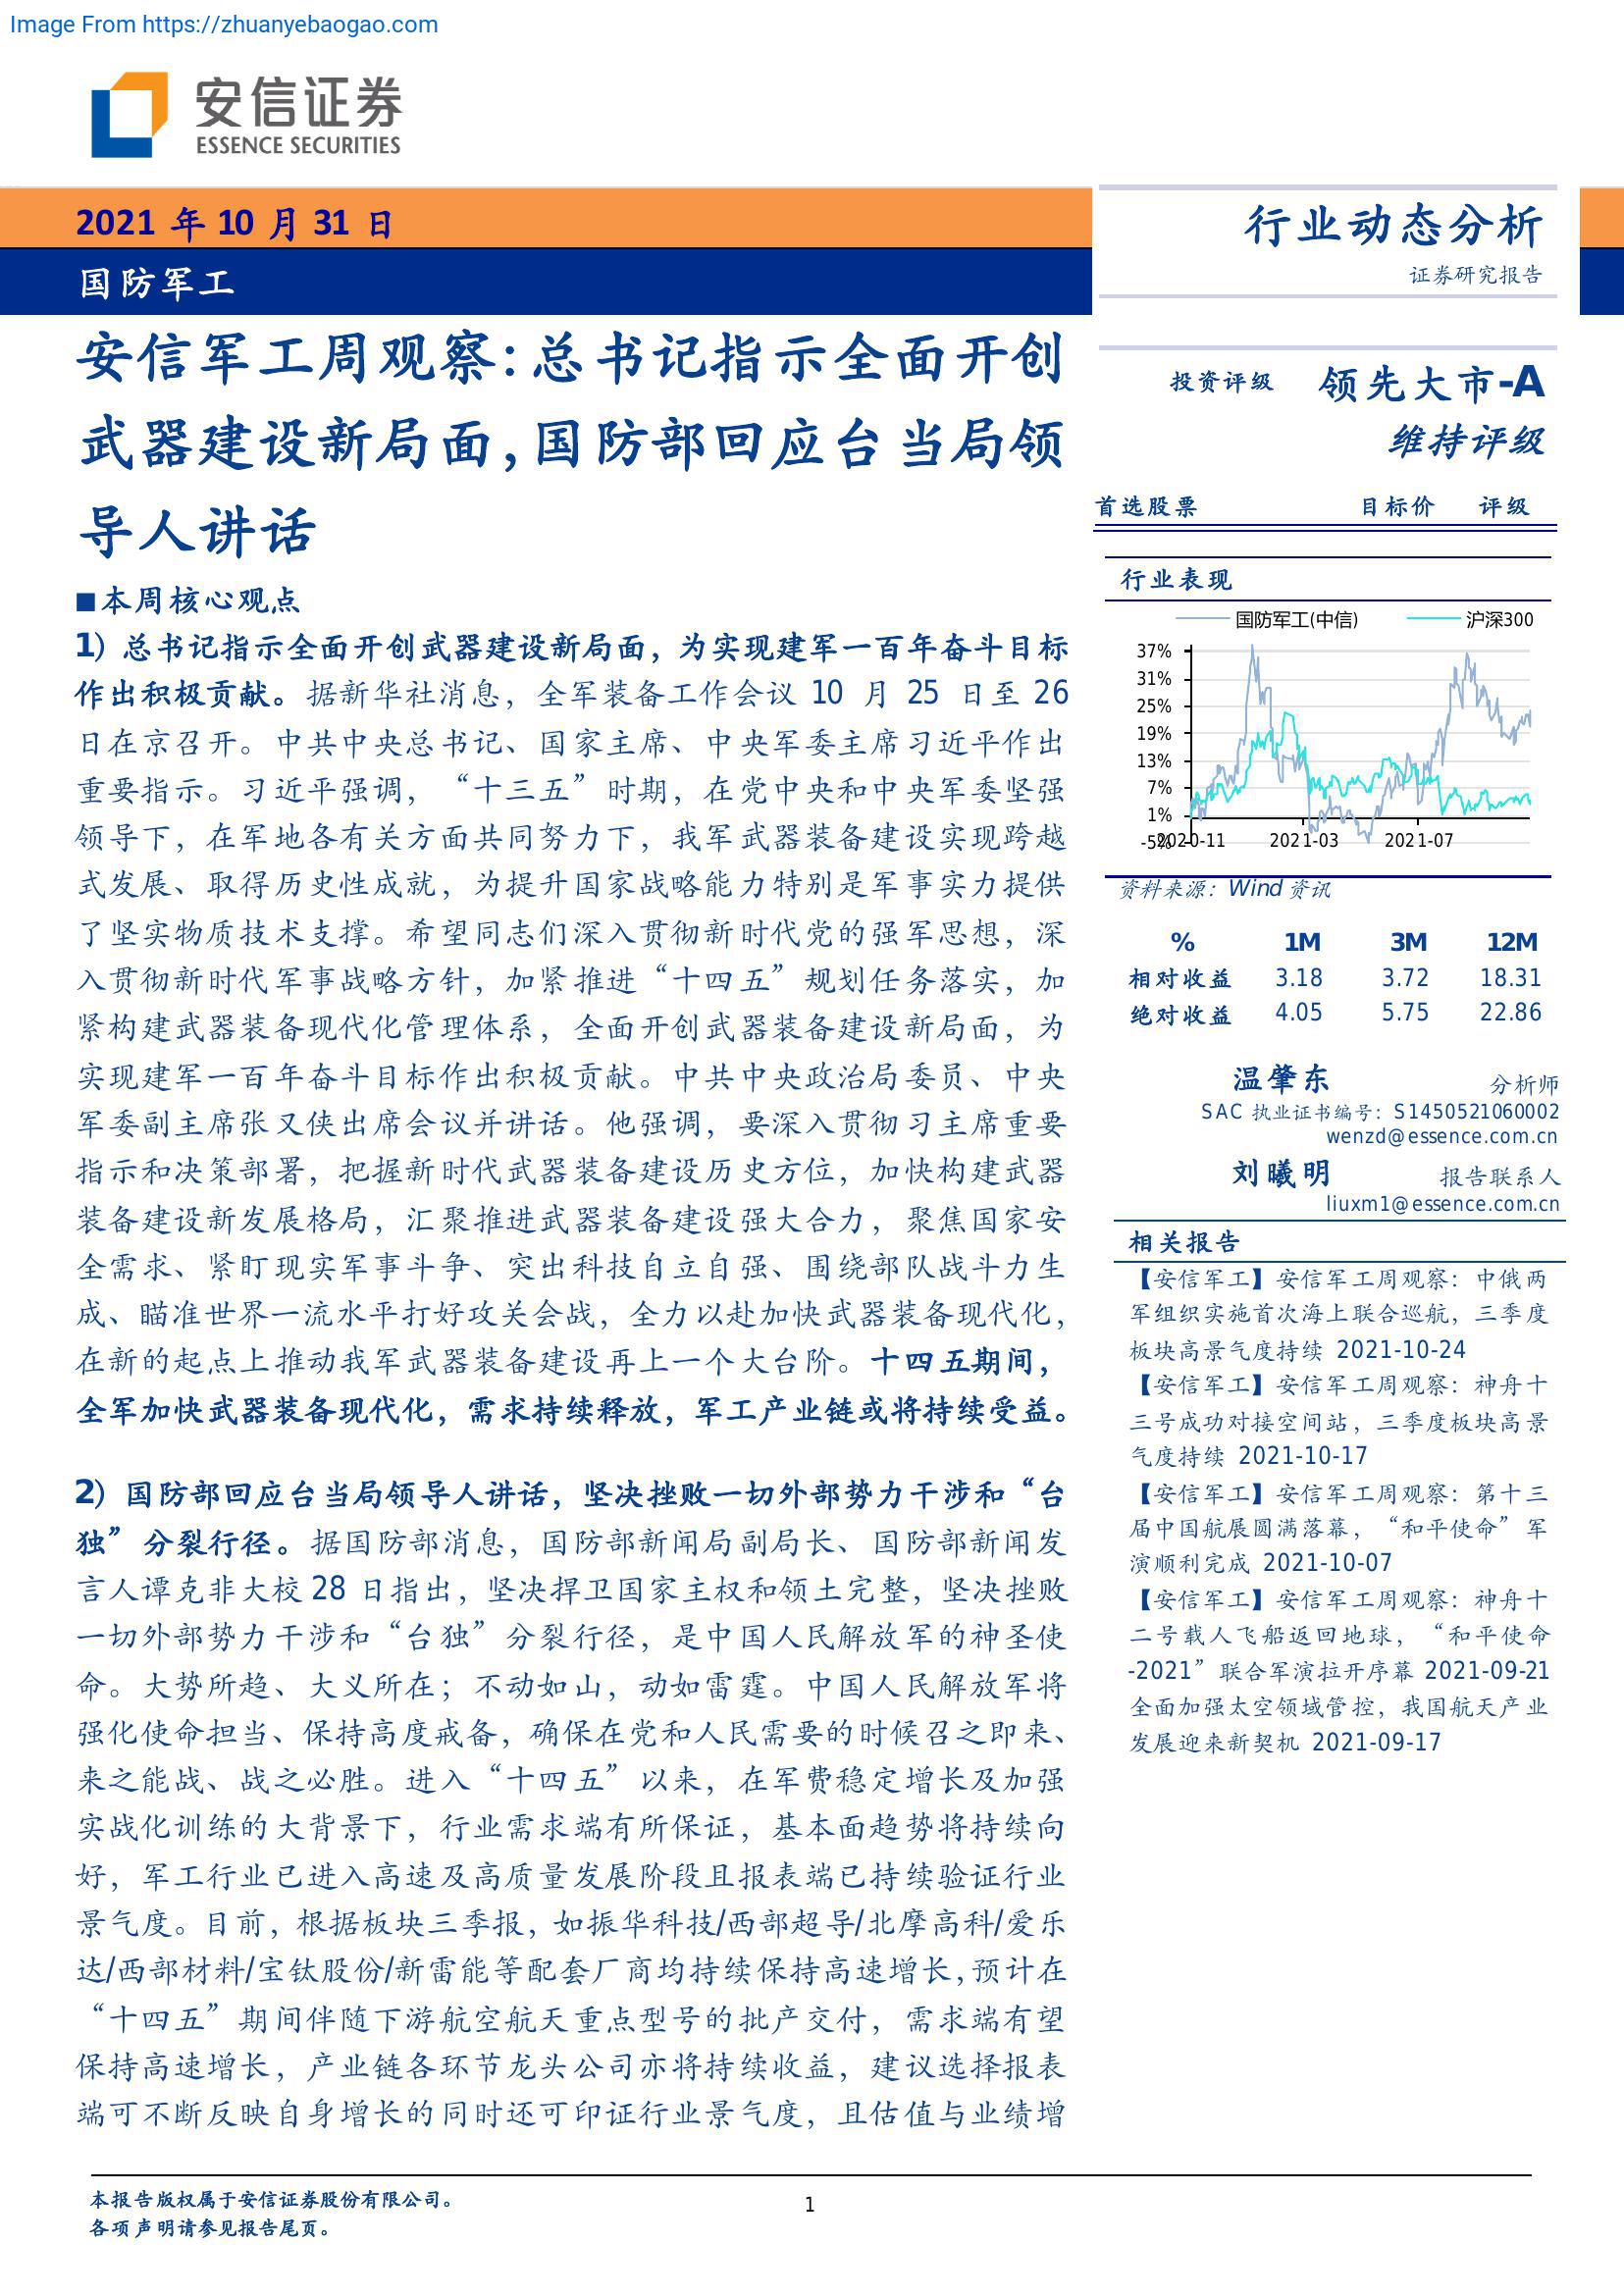 Image From https://zhuanyebaogao.com
安信证券
ESSENCE SECURITIES
2021 年 10 月 31 日
国防军工
安信军工周观察：总书记指示全面开创
武器建设新局面，国防部回应台当局领
导人讲话
■本周核心观点
1）总书记指示全面开创武器建设新局面，为实现建军一百年奋斗目标
作出积极贡献。据新华社消息，全军装备工作会议 10 月 25 日至 26
日在京召开。中共中央总书记、国家主席、中央军委主席习近平作出
重要指示。习近平强调，“十三五”时期，在党中央和中央军委坚强
领导下，在军地各有关方面共同努力下，我军武器装备建设实现跨越
式发展、取得历史性成就，为提升国家战略能力特别是军事实力提供
了坚实物质技术支撑。希望同志们深入贯彻新时代党的强军思想，深
入贯彻新时代军事战略方针，加紧推进“十四五”规划任务落实，加
紧构建武器装备现代化管理体系，全面开创武器装备建设新局面，为
实现建军一百年奋斗目标作出积极贡献。中共中央政治局委员、中央
军委副主席张又侠出席会议并讲话。他强调，要深入贯彻习主席重要
指示和决策部署，把握新时代武器装备建设历史方位，加快构建武器
装备建设新发展格局，汇聚推进武器装备建设强大合力，聚焦国家安
全需求、紧盯现实军事斗争、突出科技自立自强、围绕部队战斗力生
成、瞄准世界一流水平打好攻关会战，全力以赴加快武器装备现代化，
在新的起点上推动我军武器装备建设再上一个大台阶。十四五期间，
全军加快武器装备现代化，需求持续释放，军工产业链或将持续受益。
2）国防部回应台当局领导人讲话，坚决挫败一切外部势力干涉和“台
独”分裂行径。据国防部消息，国防部新闻局副局长、国防部新闻发
言人谭克非大校 28 日指出，坚决捍卫国家主权和领土完整，坚决挫败
一切外部势力干涉和“台独”分裂行径，是中国人民解放军的神圣使
命。大势所趋、大义所在；不动如山，动如雷霆。中国人民解放军将
强化使命担当、保持高度戒备，确保在党和人民需要的时候召之即来、
来之能战、战之必胜。进入“十四五”以来，在军费稳定增长及加强
实战化训练的大背景下，行业需求端有所保证，基本面趋势将持续向
好，军工行业已进入高速及高质量发展阶段且报表端已持续验证行业
景气度。目前，根据板块三季报，如振华科技/西部超导/北摩高科/爱乐
达/西部材料/宝钛股份/新雷能等配套厂商均持续保持高速增长,预计在
“十四五”期间伴随下游航空航天重点型号的批产交付，需求端有望
保持高速增长，产业链各环节龙头公司亦将持续收益，建议选择报表
端可不断反映自身增长的同时还可印证行业景气度，且估值与业绩增
行业动态分析
证券研究报告
投资评级 领先大市-A
维持评级
首选股票 目标价 评级
行业表现
国防军工(中信) 沪深300
37%
31%
25%
19%
13%
7%
1%
-5%
2020-11 2021-03 2021-07
资料来源：Wind 资讯
% 1M 3M 12M
相对收益 3.18 3.72 18.31
绝对收益 4.05 5.75 22.86
温肇东 分析师
SAC 执业证书编号：S1450521060002
wenzd@essence.com.cn
刘曦明 报告联系人
liuxm1@essence.com.cn
相关报告
【安信军工】安信军工周观察：中俄两
军组织实施首次海上联合巡航，三季度
板块高景气度持续 2021-10-24
【安信军工】安信军工周观察：神舟十
三号成功对接空间站，三季度板块高景
气度持续 2021-10-17
【安信军工】安信军工周观察：第十三
届中国航展圆满落幕，“和平使命”军
演顺利完成 2021-10-07
【安信军工】安信军工周观察：神舟十
二号载人飞船返回地球，“和平使命
-2021”联合军演拉开序幕 2021-09-21
全面加强太空领域管控，我国航天产业
发展迎来新契机 2021-09-17
本报告版权属于安信证券股份有限公司。
各项声明请参见报告尾页。
1